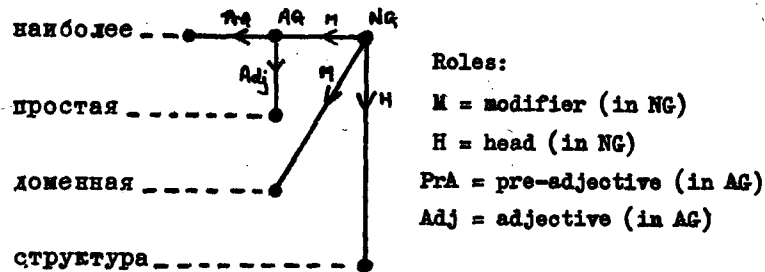 PrA AG M NG
наиболее
Adj M H
простая
доменная
структура
Roles:
M = modifier (in NG)
H = head (in NG)
PrA = pre-adjective (in AG)
Adj = adjective (in AG)